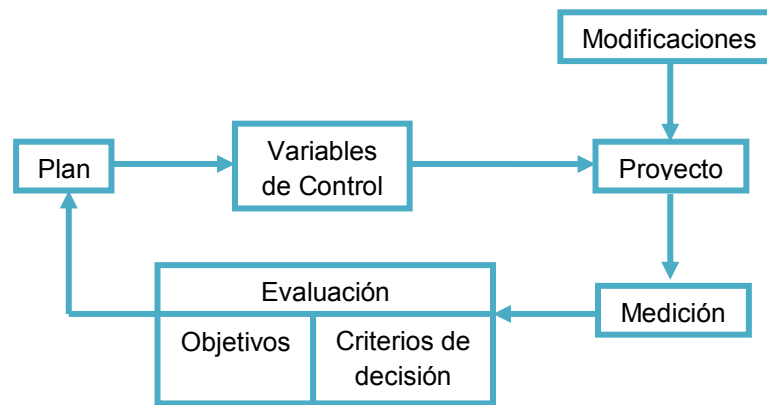 Modificaciones
Plan
Variables
de Control
Proyecto
Evaluación
Objetivos
Criterios de
decisión
Medición